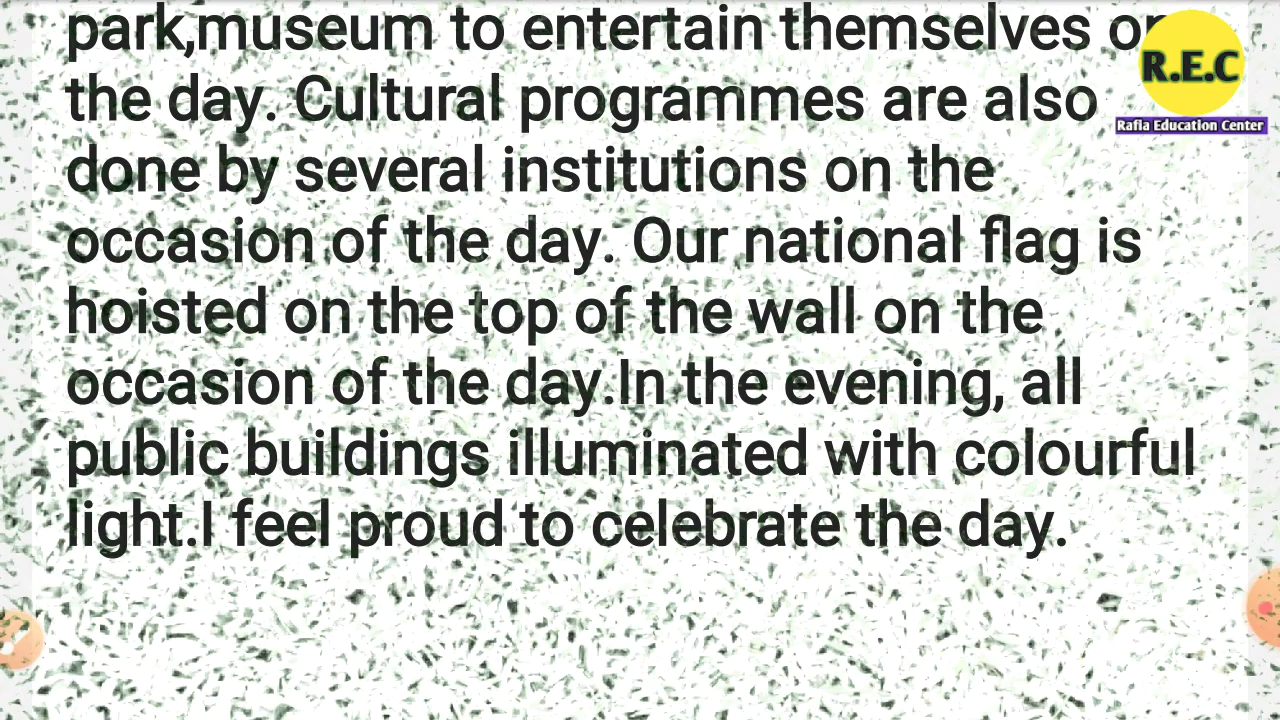 park,museum to entertain themselves on
the day. Cultural programmes are also
done by several institutions on the
occasion of the day. Our national flag is
hoisted on the top of the wall on the
occasion of the day.In the evening, all
public buildings illuminated with colourful
light.I feel proud to celebrate the day.
R.E.C
Rafia Education Center